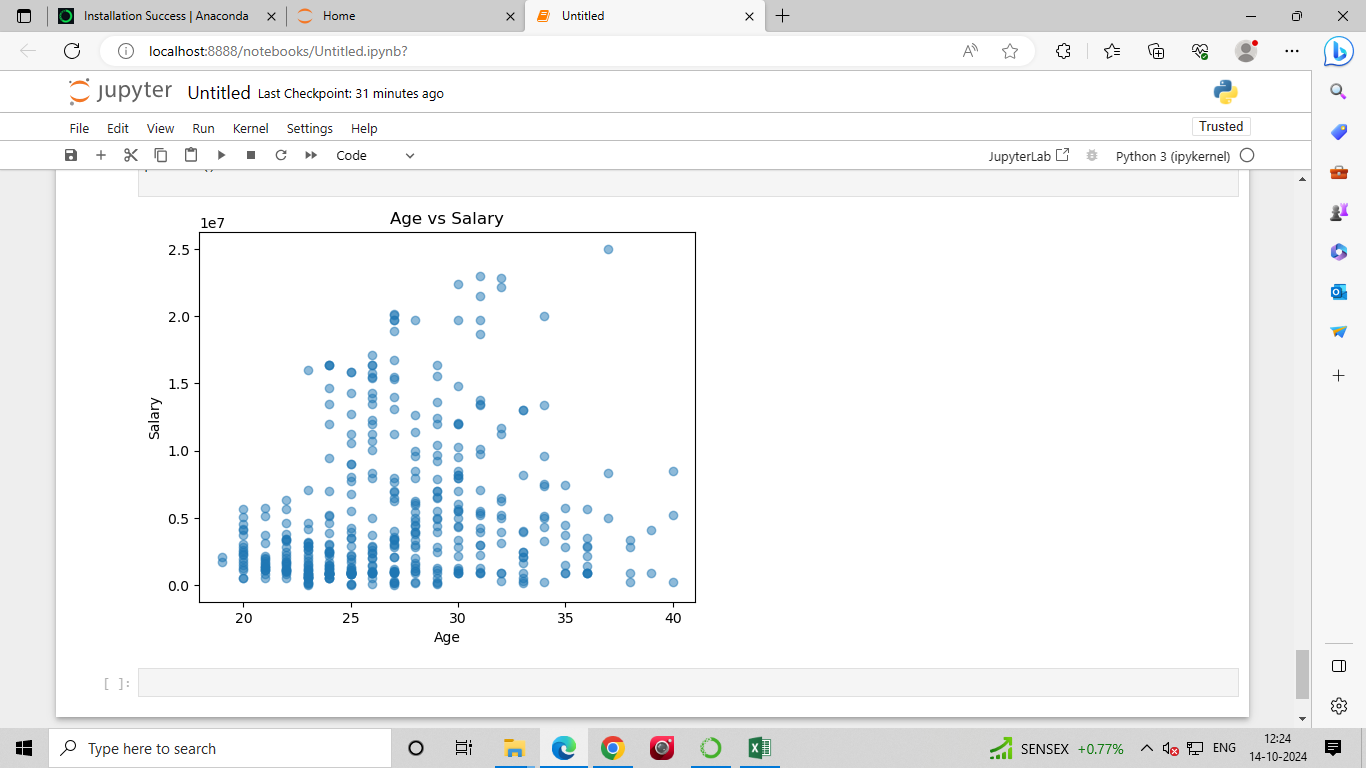 Installation Success | Anaconda
Home
Untitled
localhost:8888/notebooks/Untitled.ipynb?
jupyter Untitled Last Checkpoint: 31 minutes ago
File Edit View Run Kernel Settings Help
Trusted
Code
JupyterLab
Python 3 (ipykernel)
Age vs Salary
1e7
2.5
2.0
1.5
1.0
0.5
0.0
Salary
20 25 30 35 40
Age
[ ]:
Type here to search
SENSEX +0.77%
ENG
12:24
14-10-2024